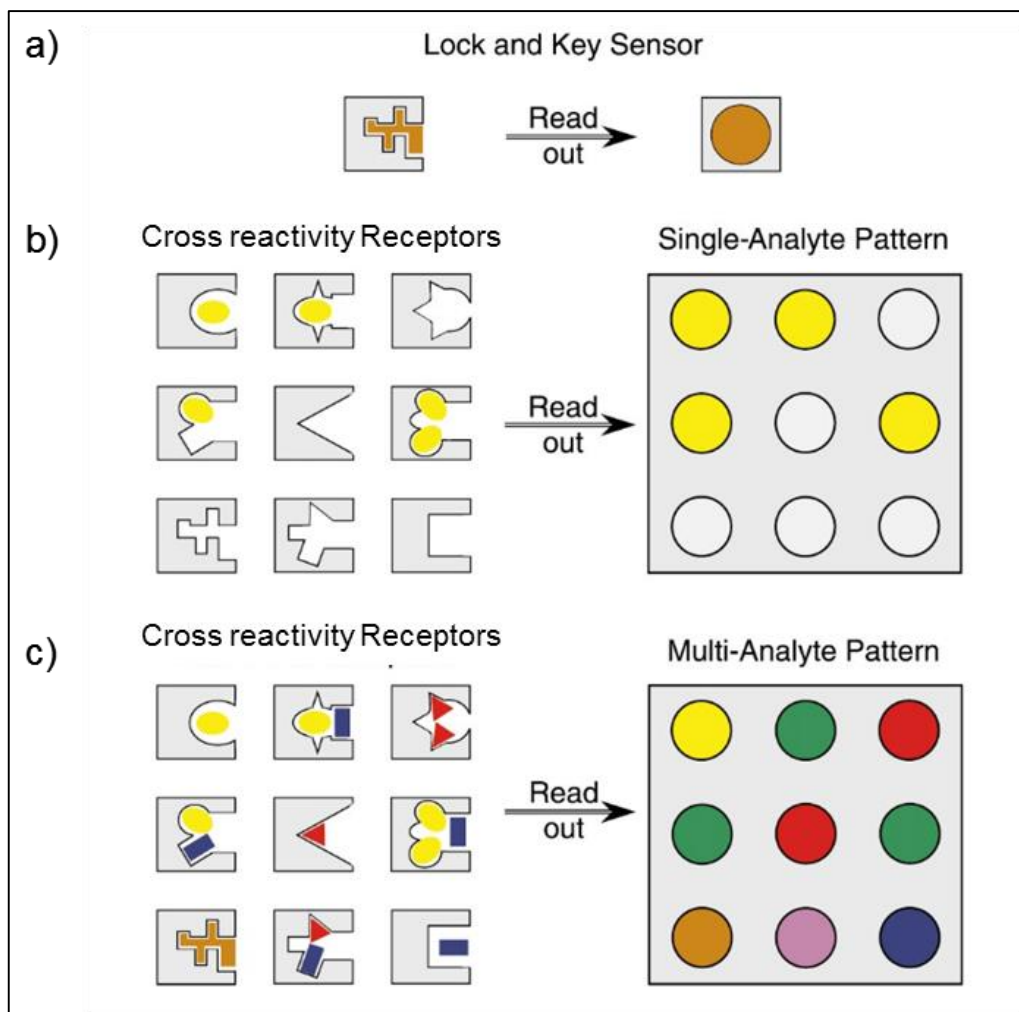 a)
Lock and Key Sensor
Read
out
b)
Cross reactivity Receptors
Single-Analyte Pattern
Read
out
c)
Cross reactivity Receptors
Multi-Analyte Pattern
Read
out